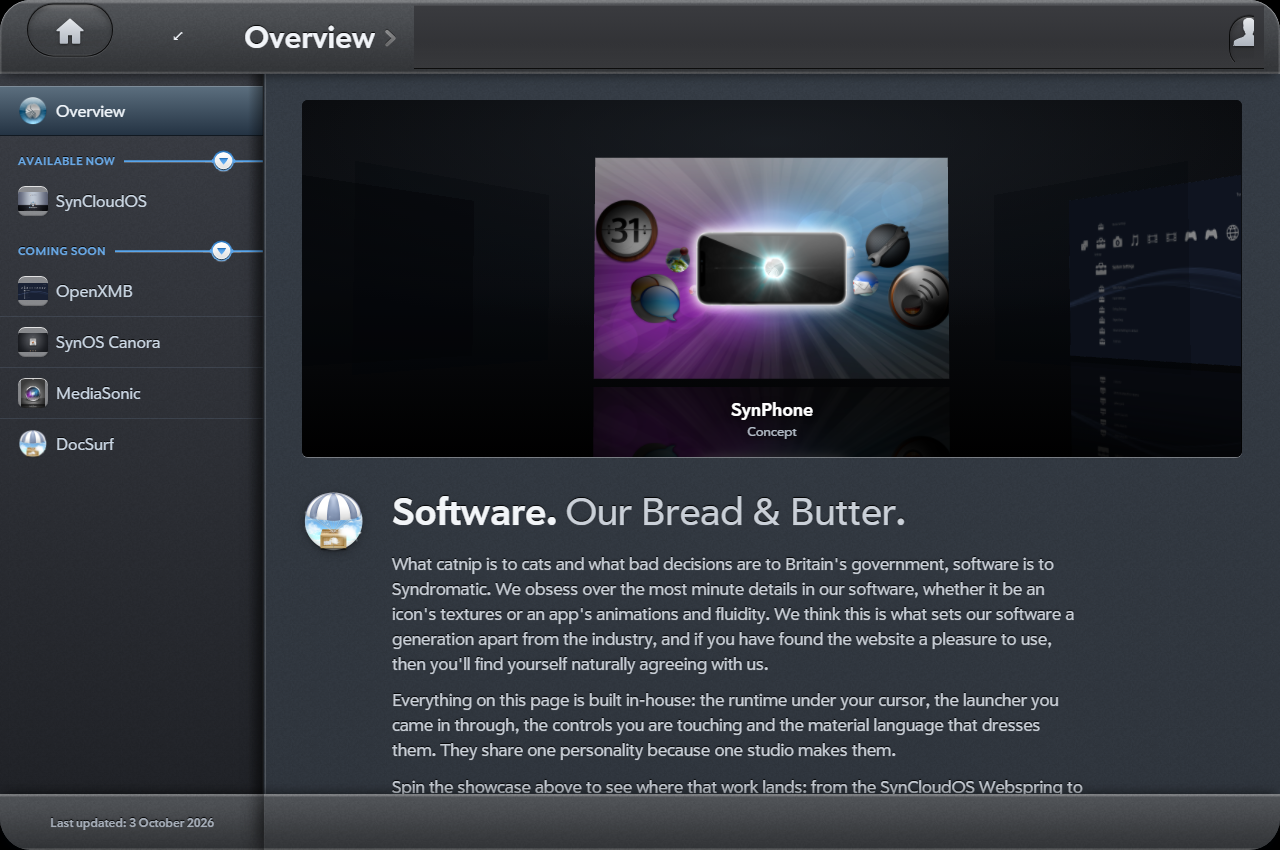 Overview
Overview
AVAILABLE NOW
SynCloudOS
COMING SOON
OpenXMB
SynOS Canora
MediaSonic
DocSurf
31
SynPhone
Concept
Software. Our Bread & Butter.
What catnip is to cats and what bad decisions are to Britain's government, software is to
Syndromatic. We obsess over the most minute details in our software, whether it be an
icon's textures or an app's animations and fluidity. We think this is what sets our software a
generation apart from the industry, and if you have found the website a pleasure to use,
then you'll find yourself naturally agreeing with us.
Everything on this page is built in-house: the runtime under your cursor, the launcher you
came in through, the controls you are touching and the material language that dresses
them. They share one personality because one studio makes them.
Spin the showcase above to see where that work lands: from the SynCloudOS Webspring to
Last updated: 3 October 2026